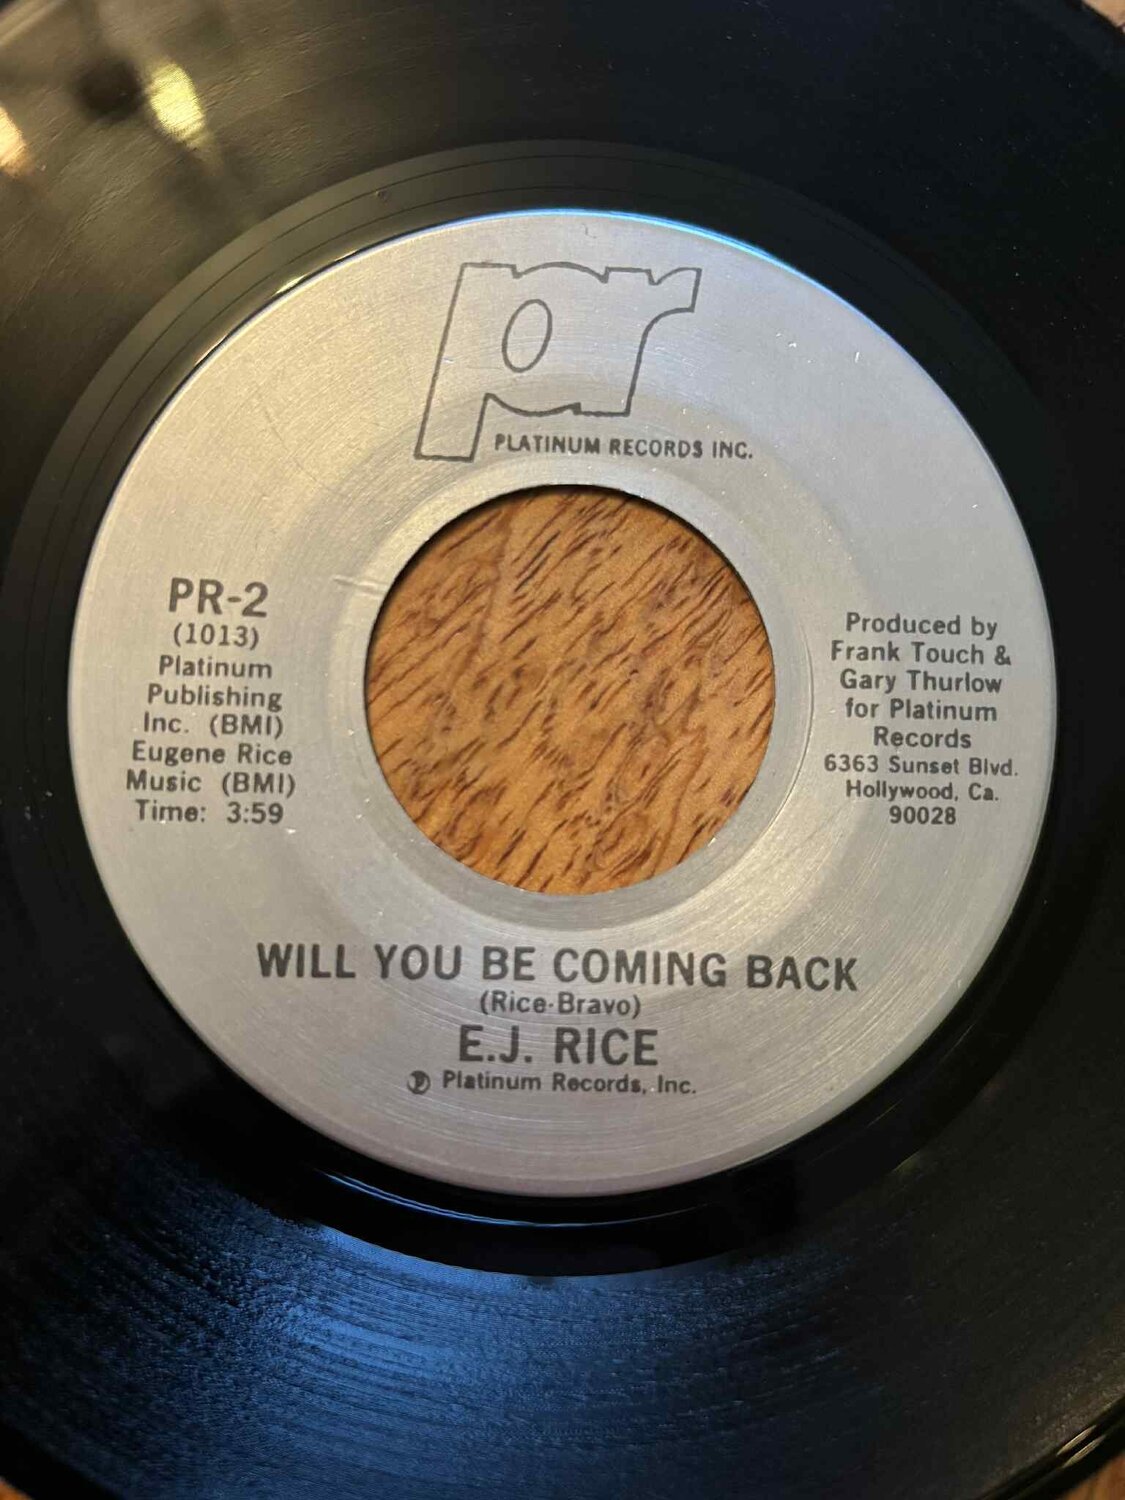 pr
PLATINUM RECORDS INC.
PR-2
(1013)
Platinum
Publishing
Inc. (BMI)
Eugene Rice
Music (BMI)
Time: 3:59
Produced by
Frank Touch &
Gary Thurlow
for Platinum
Records
6363 Sunset Blvd.
Hollywood, Ca.
90028
WILL YOU BE COMING BACK
(Rice-Bravo)
E.J. RICE
℗ Platinum Records, Inc.